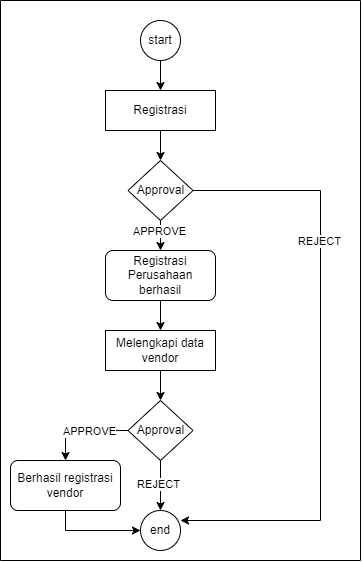 start
Registrasi
Approval
APPROVE
REJECT
Registrasi
Perusahaan
berhasil
Melengkapi data
vendor
Approval
APPROVE
Berhasil registrasi
vendor
REJECT
end